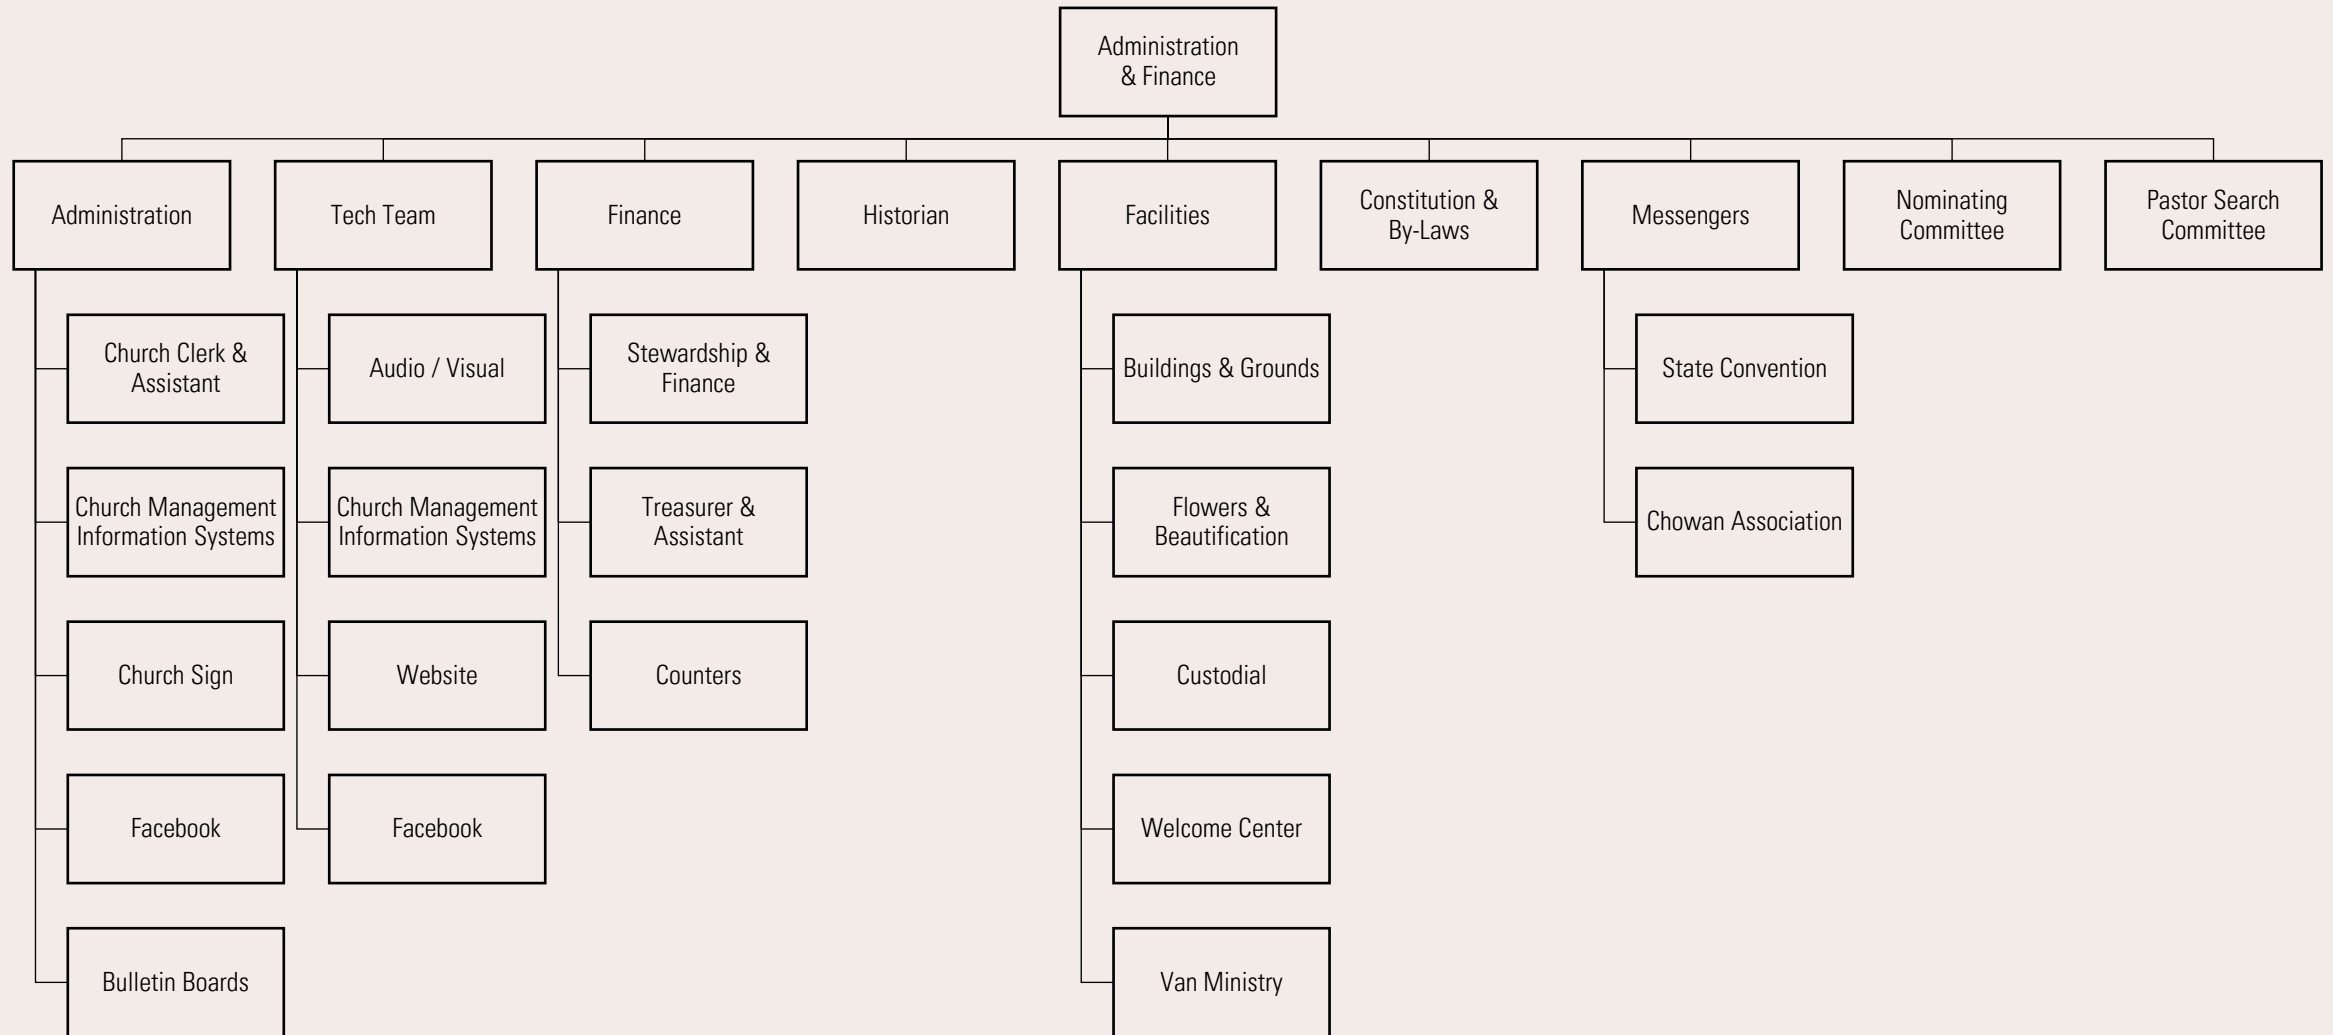 Administration
& Finance
Administration
Tech Team
Finance
Historian
Facilities
Constitution &
By-Laws
Messengers
Nominating
Committee
Pastor Search
Committee
Church Clerk &
Assistant
Church Management
Information Systems
Church Sign
Facebook
Bulletin Boards
Audio / Visual
Church Management
Information Systems
Website
Facebook
Stewardship &
Finance
Treasurer &
Assistant
Counters
Buildings & Grounds
Flowers &
Beautification
Custodial
Welcome Center
Van Ministry
State Convention
Chowan Association